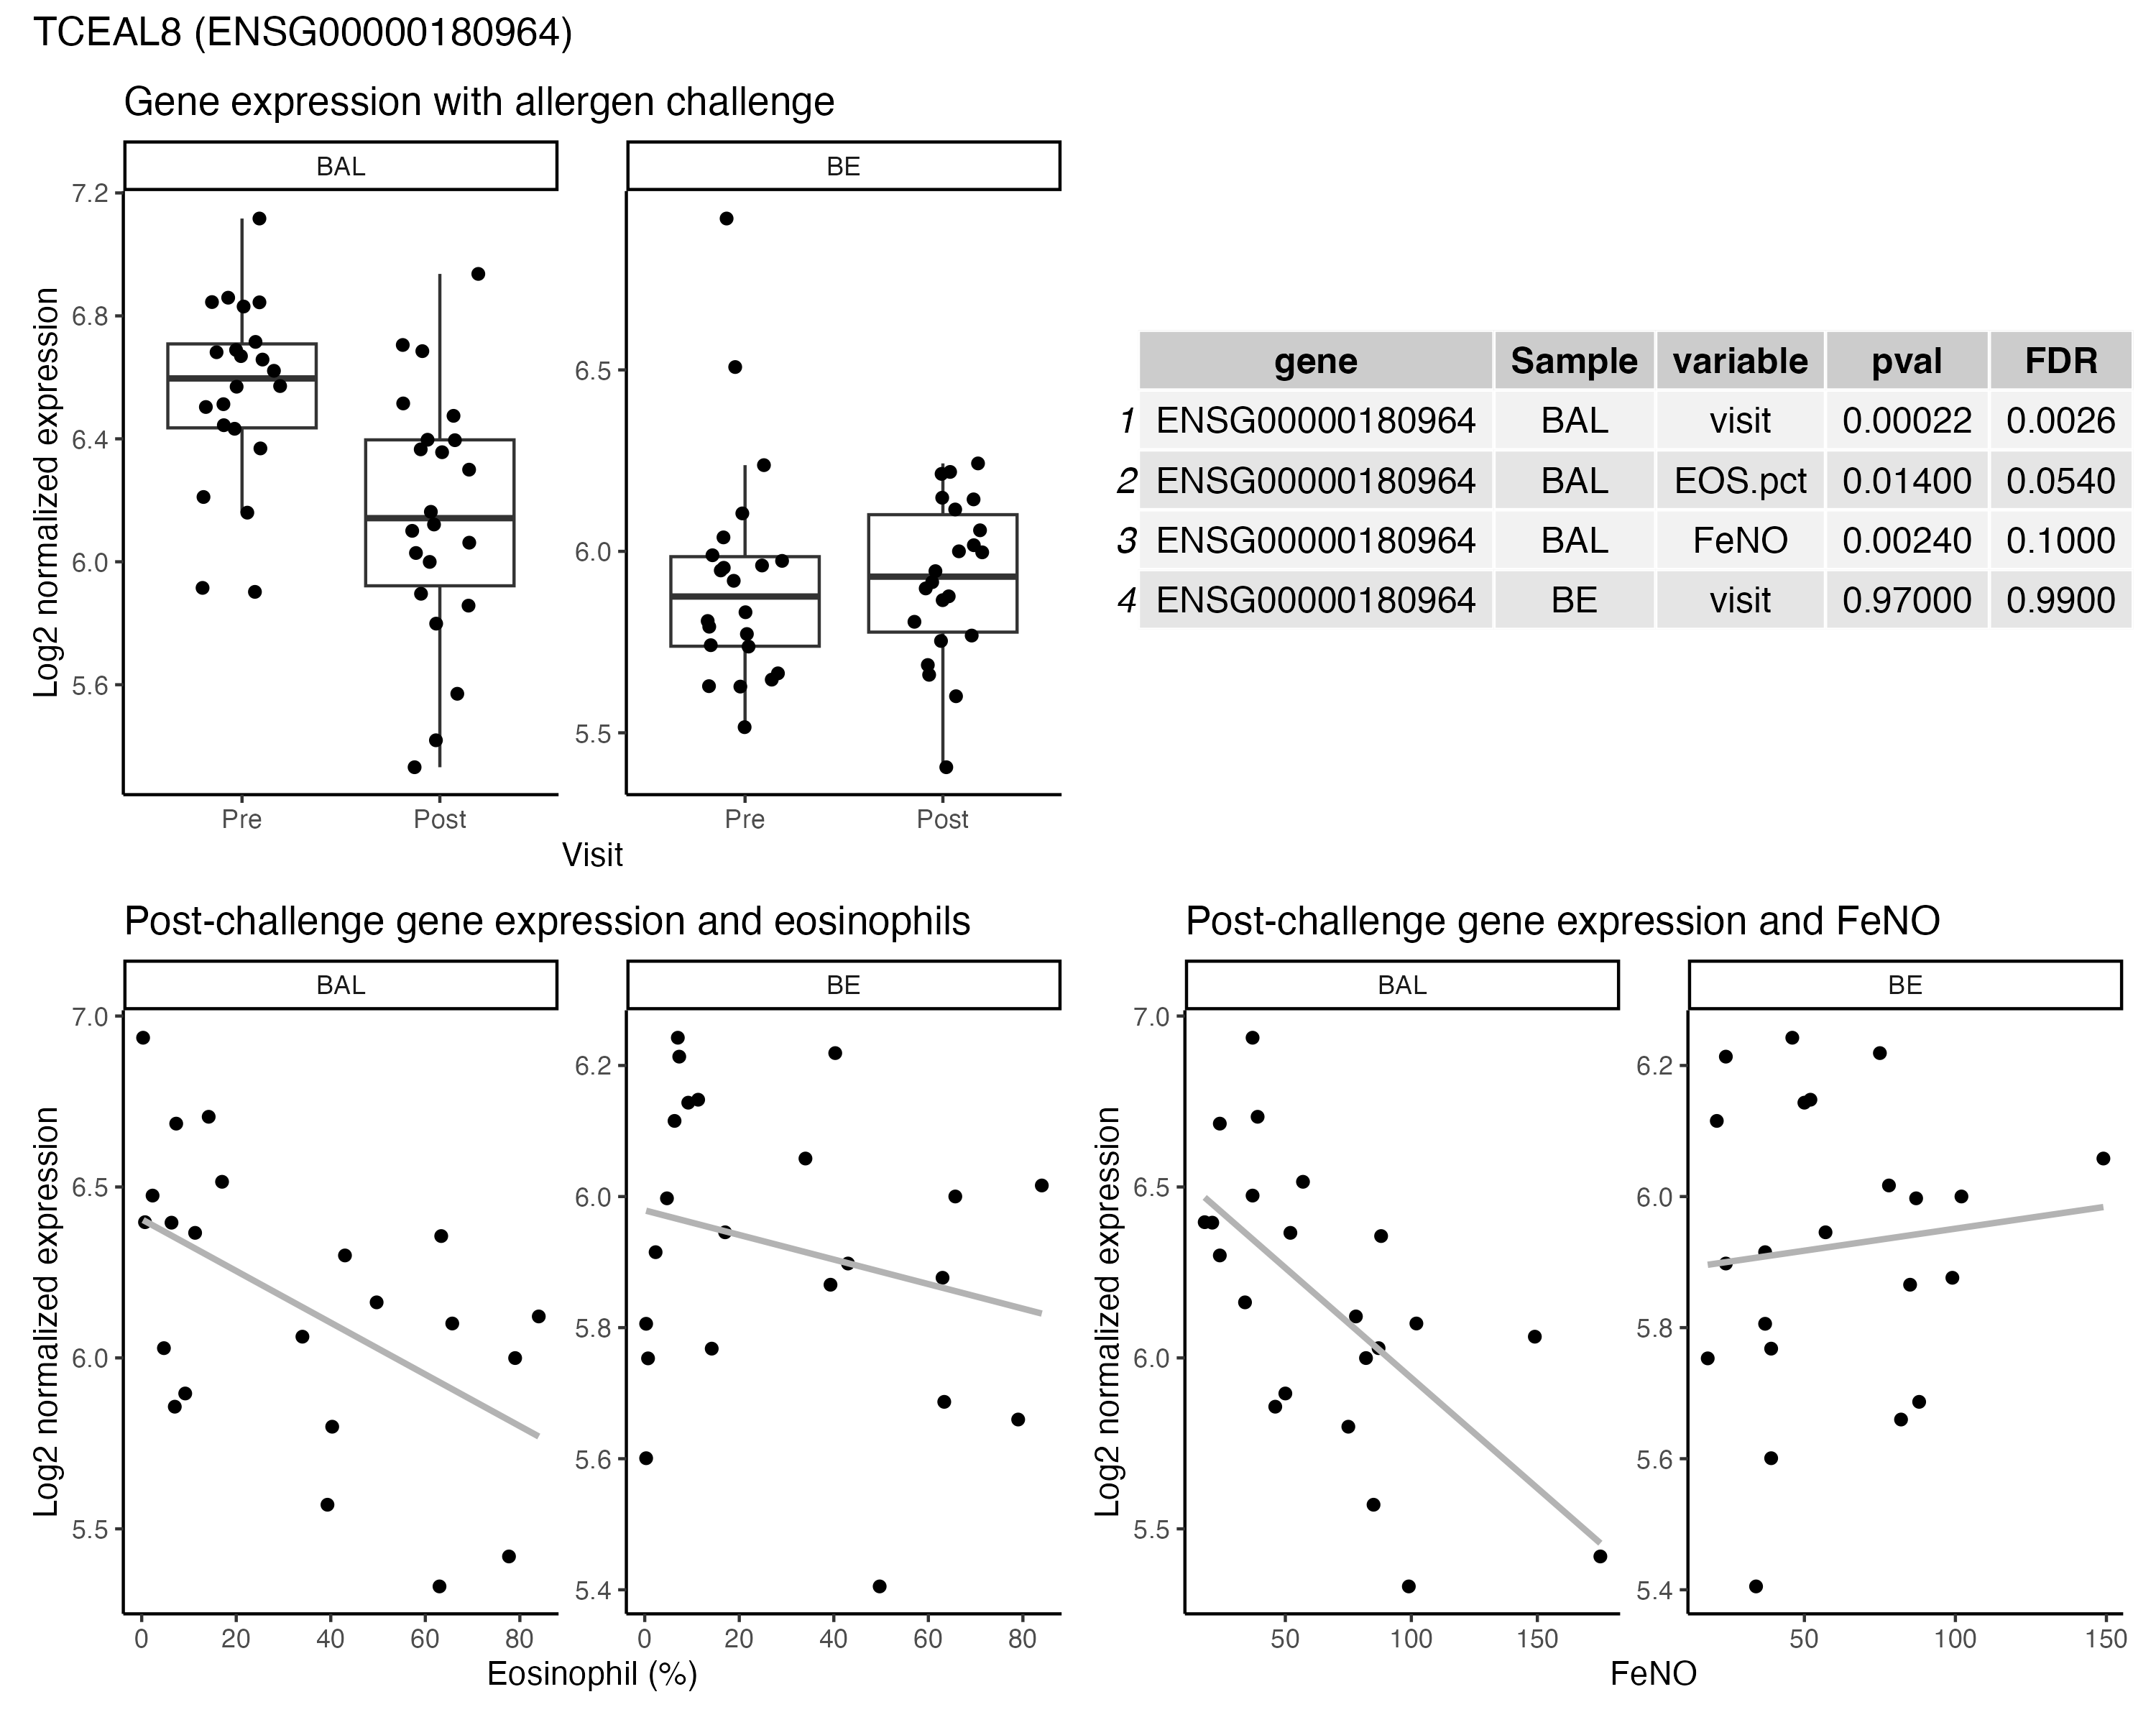 TCEAL8 (ENSG00000180964)
Gene expression with allergen challenge
BAL BE
Log2 normalized expression
7.2
6.8
6.4
6.0
5.6
6.5
6.0
5.5
Pre Post Pre Post
Visit
gene Sample variable pval FDR
1 ENSG00000180964 BAL visit 0.00022 0.0026
2 ENSG00000180964 BAL EOS.pct 0.01400 0.0540
3 ENSG00000180964 BAL FeNO 0.00240 0.1000
4 ENSG00000180964 BE visit 0.97000 0.9900
Post-challenge gene expression and eosinophils
BAL BE
Log2 normalized expression
7.0
6.5
6.0
5.5
6.2
6.0
5.8
5.6
5.4
0 20 40 60 80 0 20 40 60 80
Eosinophil (%)
Post-challenge gene expression and FeNO
BAL BE
Log2 normalized expression
7.0
6.5
6.0
5.5
6.2
6.0
5.8
5.6
5.4
50 100 150 50 100 150
FeNO